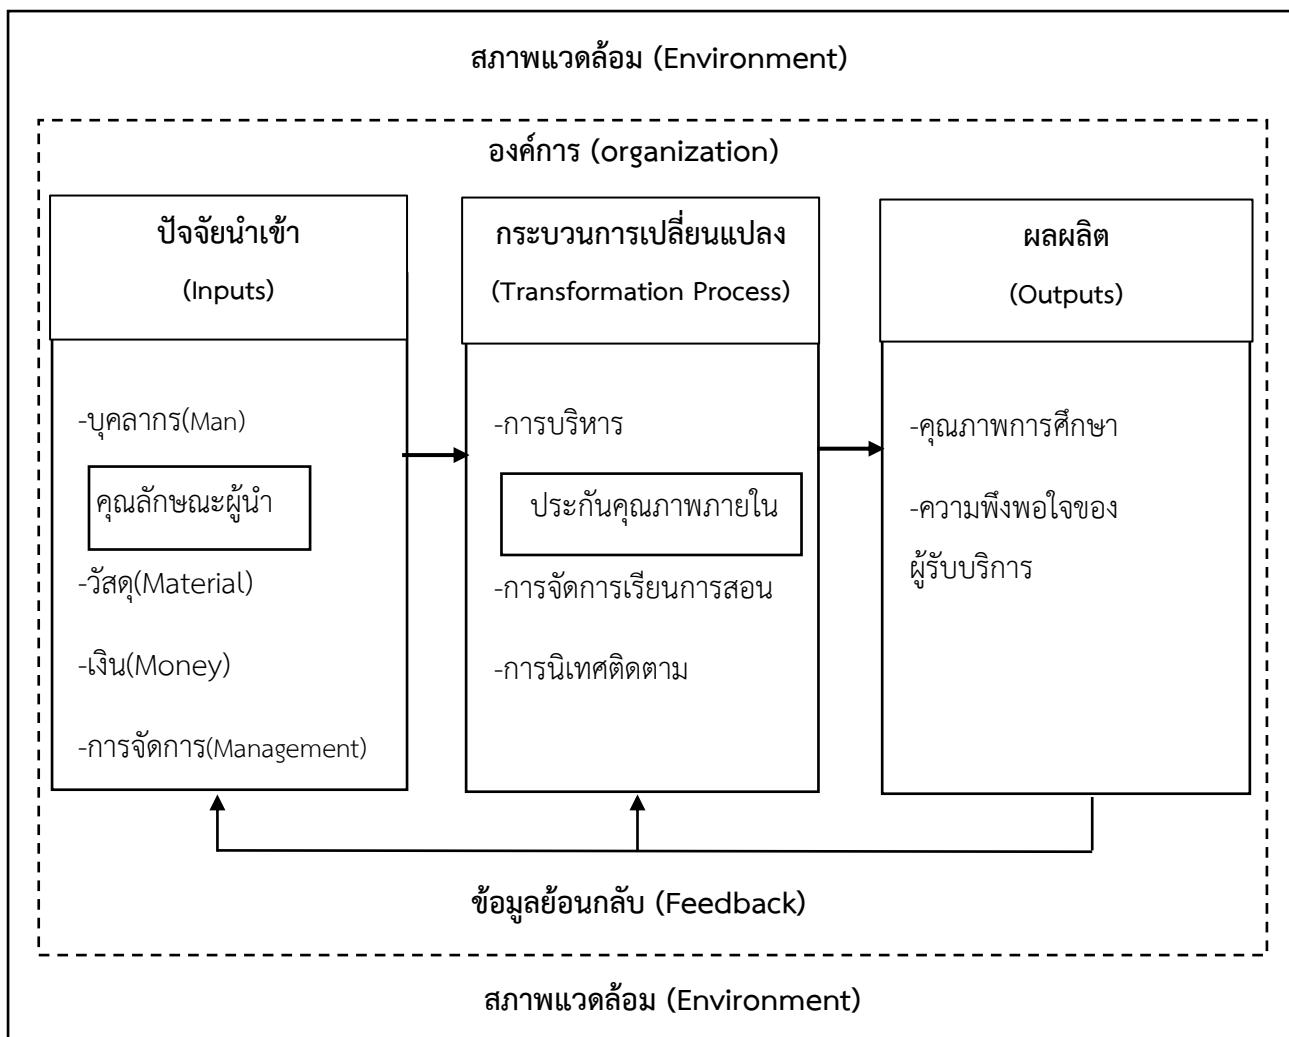 สภาพแวดล้อม (Environment)
องค์การ (organization)
ปัจจัยนำเข้า
(Inputs)
-บุคลากร(Man)
คุณลักษณะผู้นำ
-วัสดุ(Material)
-เงิน(Money)
-การจัดการ(Management)
กระบวนการเปลี่ยนแปลง
(Transformation Process)
-การบริหาร
ประกันคุณภาพภายใน
-การจัดการเรียนการสอน
-การนิเทศติดตาม
ผลผลิต
(Outputs)
-คุณภาพการศึกษา
-ความพึงพอใจของ
ผู้รับบริการ
ข้อมูลย้อนกลับ (Feedback)
สภาพแวดล้อม (Environment)